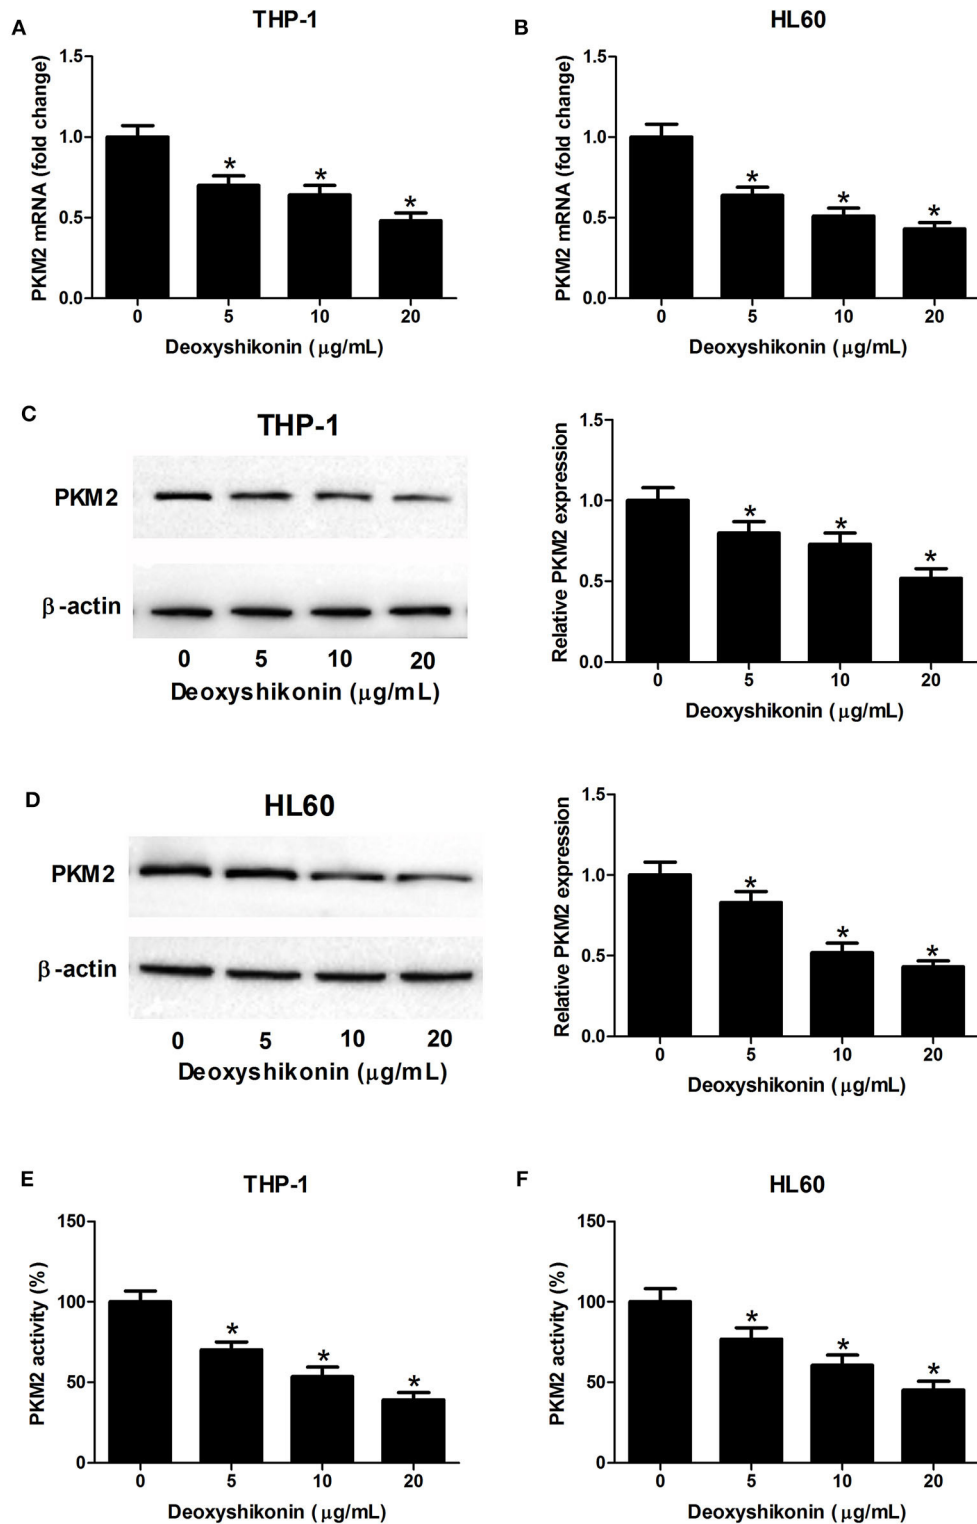 A
THP-1
PKM2 mRNA (fold change)
1.5
1.0
0.5
0.0
0 5 10 20
Deoxyshikonin (μg/mL)
B
HL60
PKM2 mRNA (fold change)
1.5
1.0
0.5
0.0
0 5 10 20
Deoxyshikonin (μg/mL)
* * *
* * *
C
THP-1
PKM2
β-actin
0 5 10 20
Deoxyshikonin (μg/mL)
Relative PKM2 expression
1.5
1.0
0.5
0.0
* * *
0 5 10 20
Deoxyshikonin (μg/mL)
D
HL60
PKM2
β-actin
0 5 10 20
Deoxyshikonin (μg/mL)
Relative PKM2 expression
1.5
1.0
0.5
0.0
* * *
0 5 10 20
Deoxyshikonin (μg/mL)
E
THP-1
PKM2 activity (%)
150
100
50
0
* * *
0 5 10 20
Deoxyshikonin (μg/mL)
F
HL60
PKM2 activity (%)
150
100
50
0
* * *
0 5 10 20
Deoxyshikonin (μg/mL)